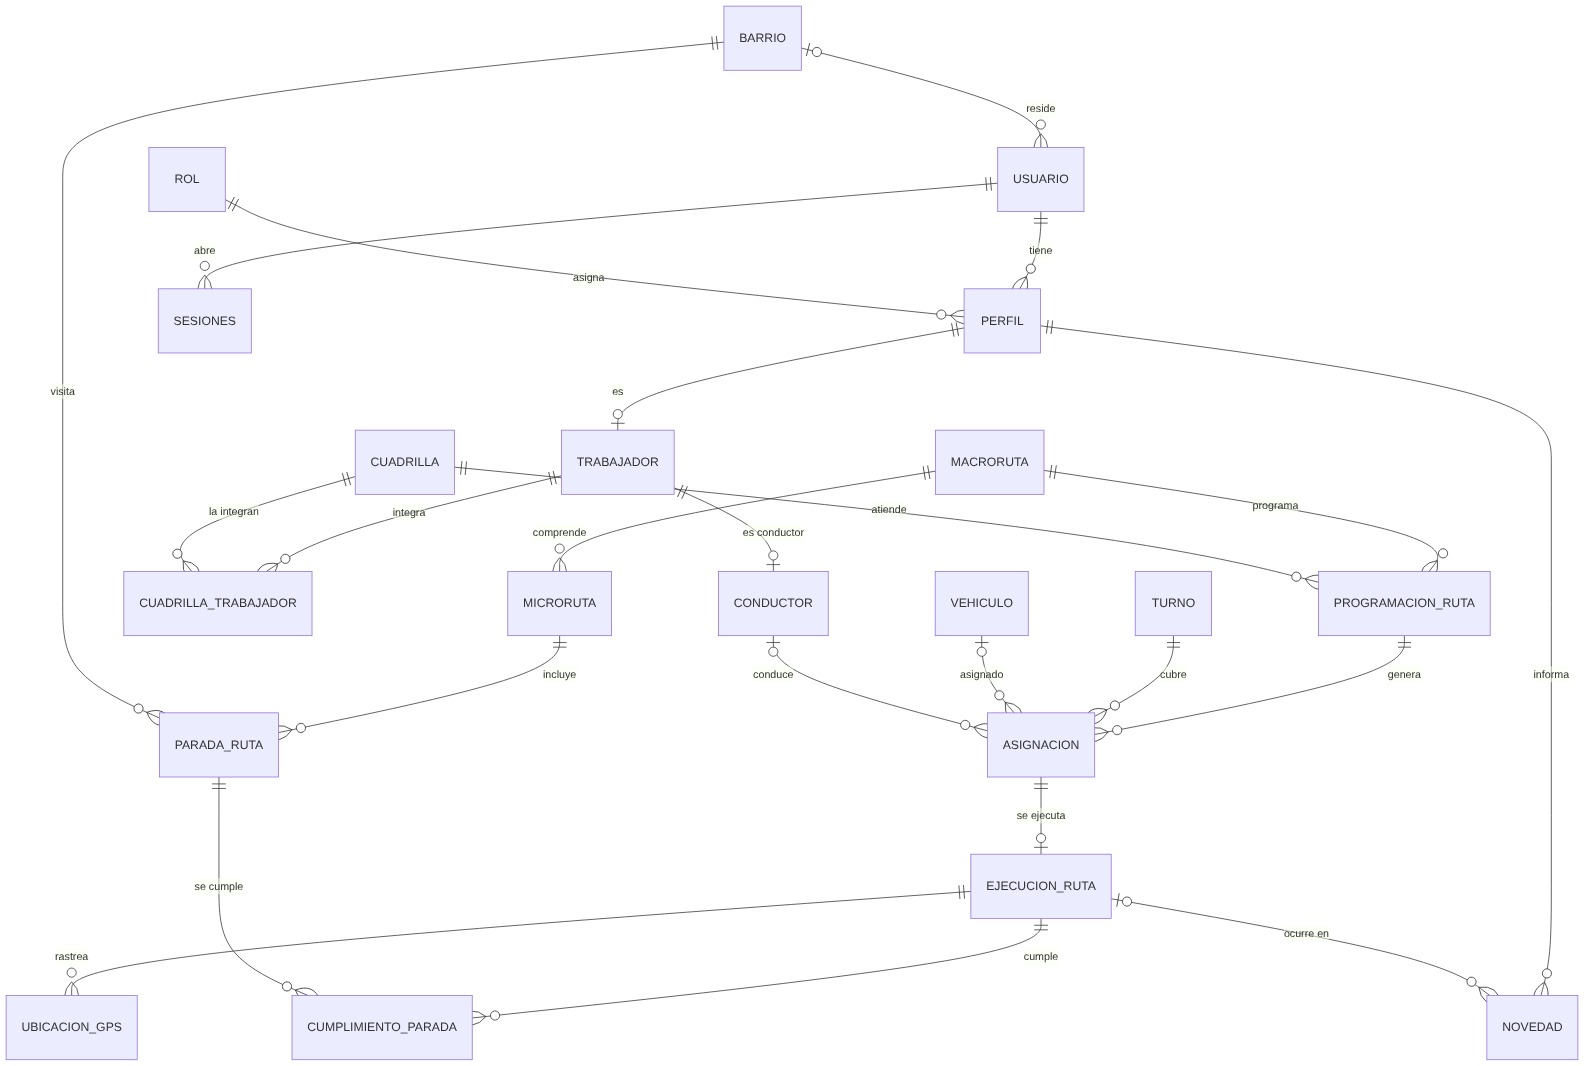 BARRIO
reside
ROL
USUARIO
abre
tiene
asigna
SESIONES
PERFIL
visita
es
CUADRILLA
TRABAJADOR
MACRORUTA
la integran
integra
atiende
programa
comprende
es conductor
CUADRILLA_TRABAJADOR
MICRORUTA
CONDUCTOR
VEHICULO
TURNO
PROGRAMACION_RUTA
incluye
conduce
asignado
cubre
genera
informa
PARADA_RUTA
ASIGNACION
se ejecuta
se cumple
EJECUCION_RUTA
ocurre en
rastrea
cumple
UBICACION_GPS
CUMPLIMIENTO_PARADA
NOVEDAD